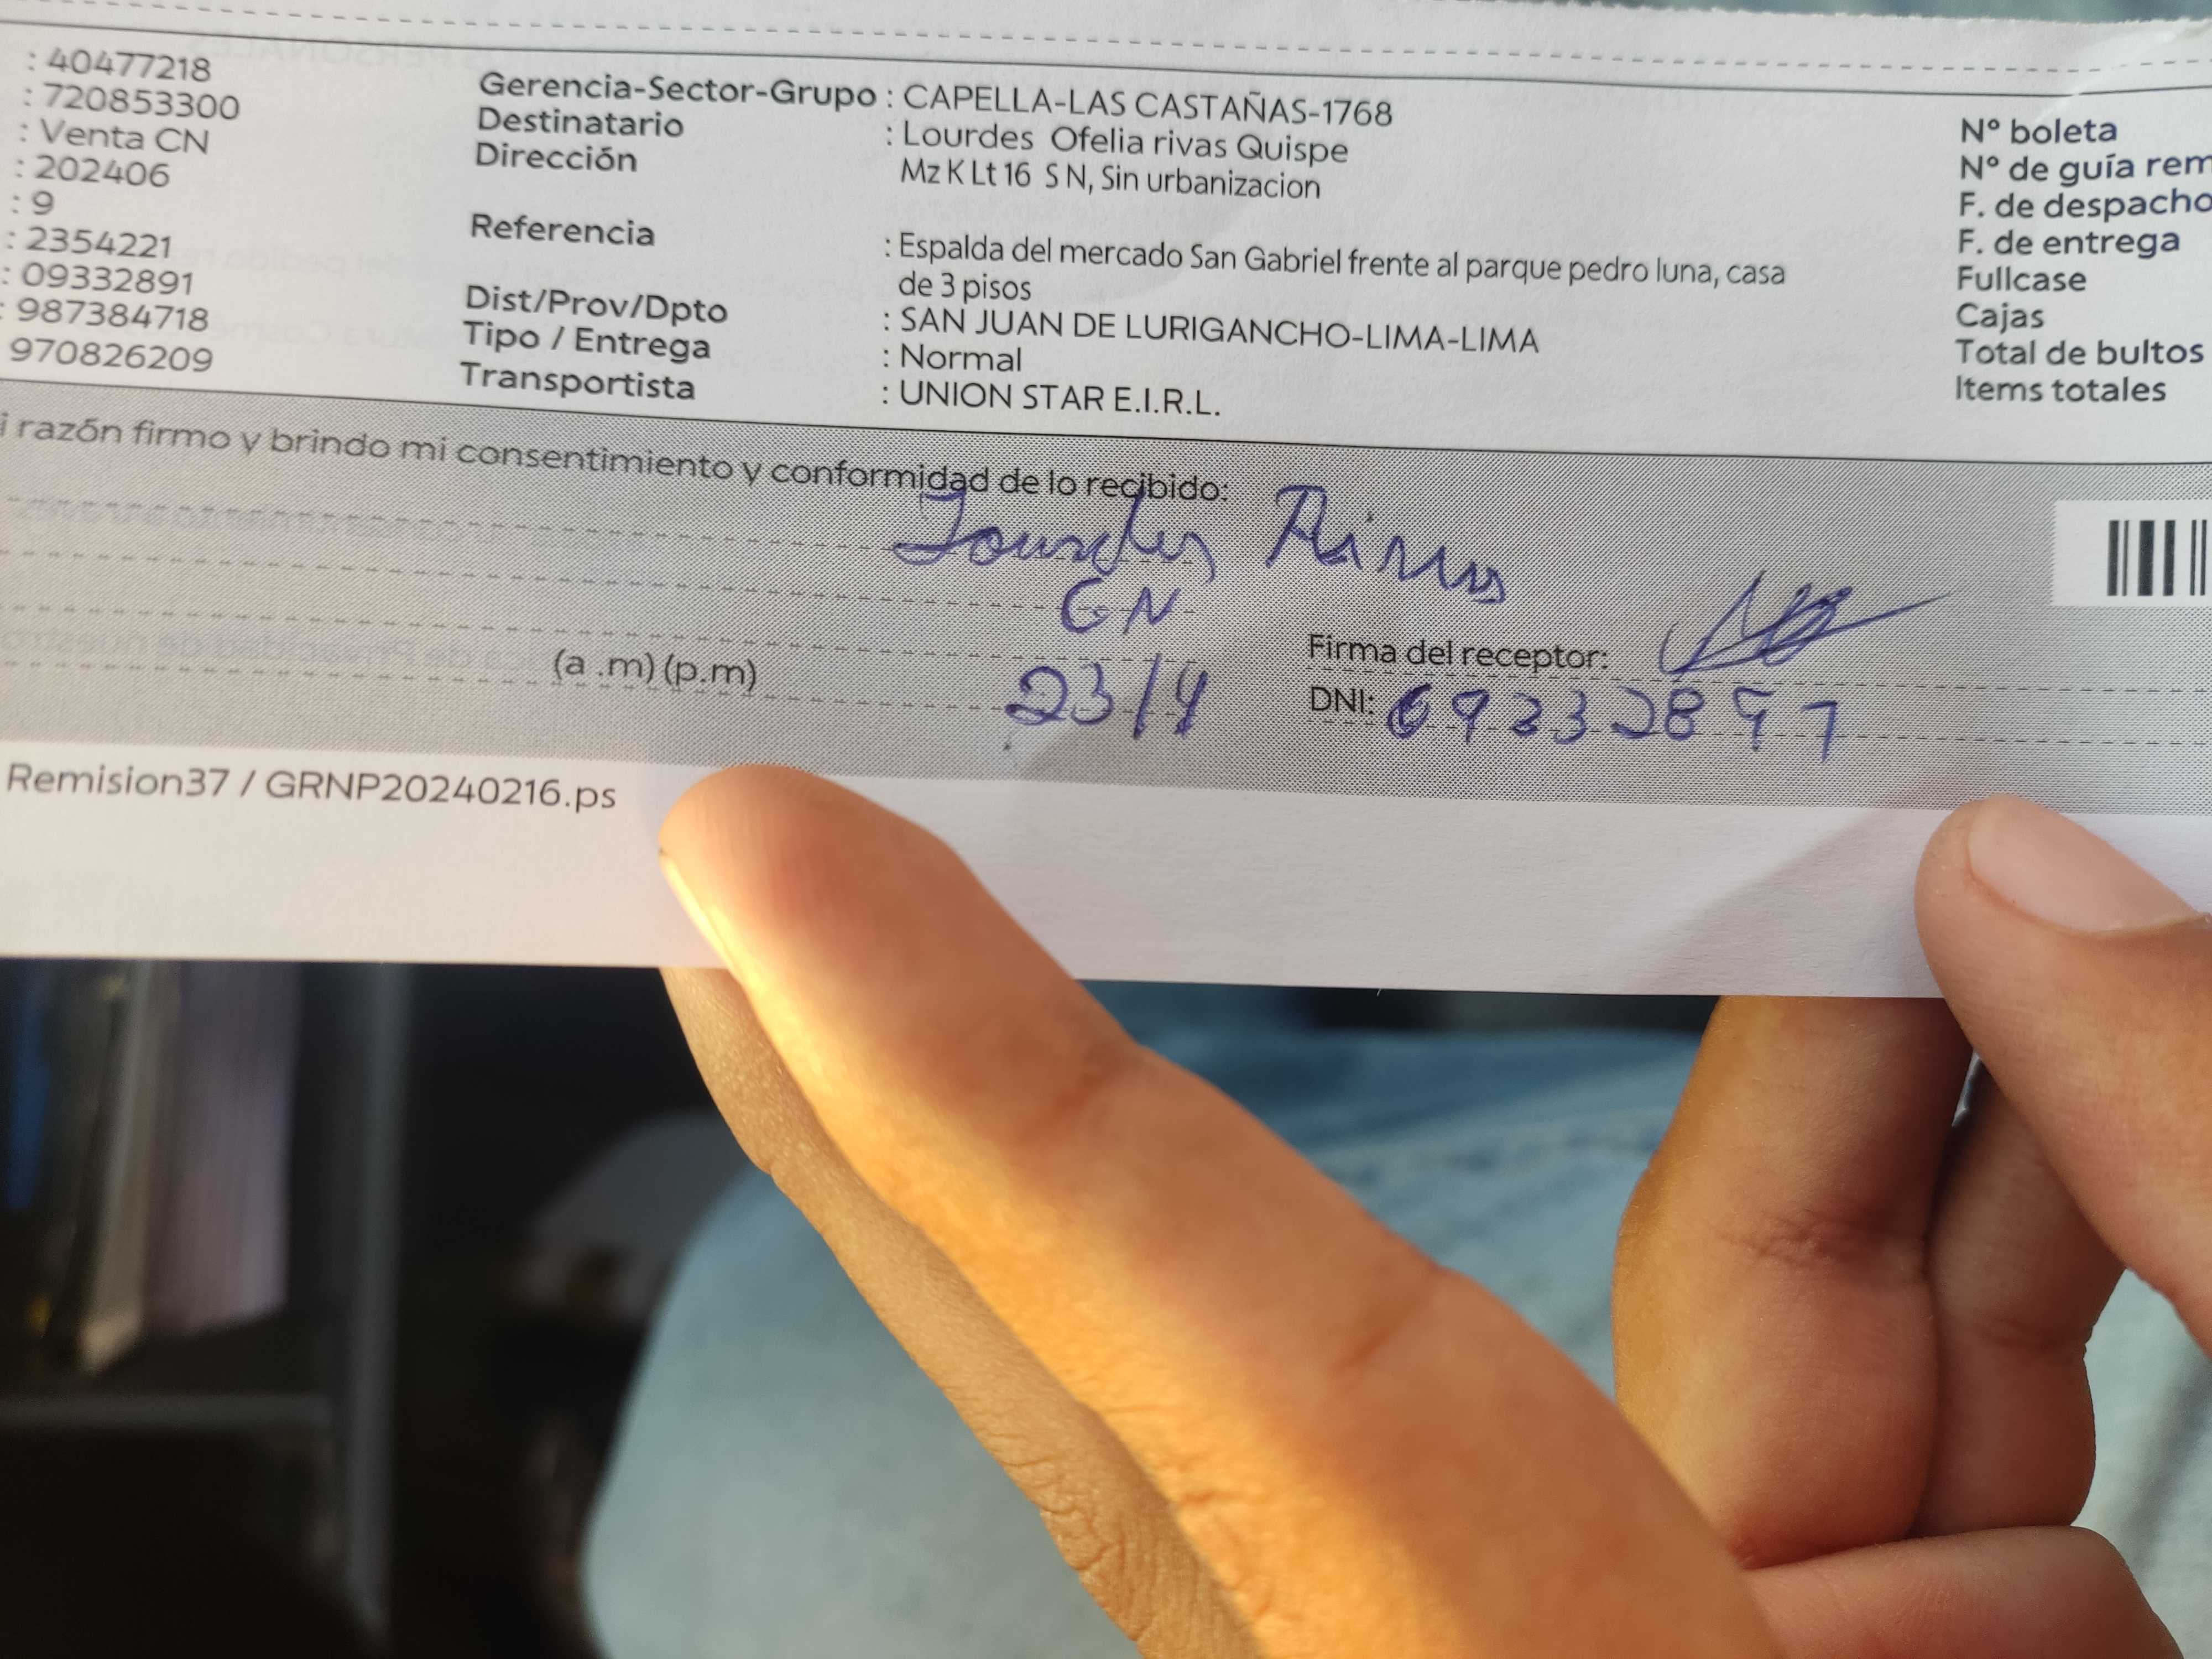 : 40477218
: 720853300
: Venta CN
: 202406
: 9
: 2354221
: 09332891
: 987384718
970826209
Gerencia-Sector-Grupo : CAPELLA-LAS CASTAÑAS-1768
Destinatario : Lourdes Ofelia rivas Quispe
Dirección Mz K Lt 16 S N, Sin urbanizacion
Referencia : Espalda del mercado San Gabriel frente al parque pedro luna, casa
de 3 pisos
Dist/Prov/Dpto : SAN JUAN DE LURIGANCHO-LIMA-LIMA
Tipo / Entrega : Normal
Transportista : UNION STAR E.I.R.L.
Nº boleta
Nº de guía rem
F. de despacho
F. de entrega
Fullcase
Cajas
Total de bultos
Items totales
i razón firmo y brindo mi consentimiento y conformidad de lo recibido:
Lourdes Rivas
GN
(a .m) (p.m) 23/4
Firma del receptor:
DNI:
Remision37 / GRNP20240216.ps